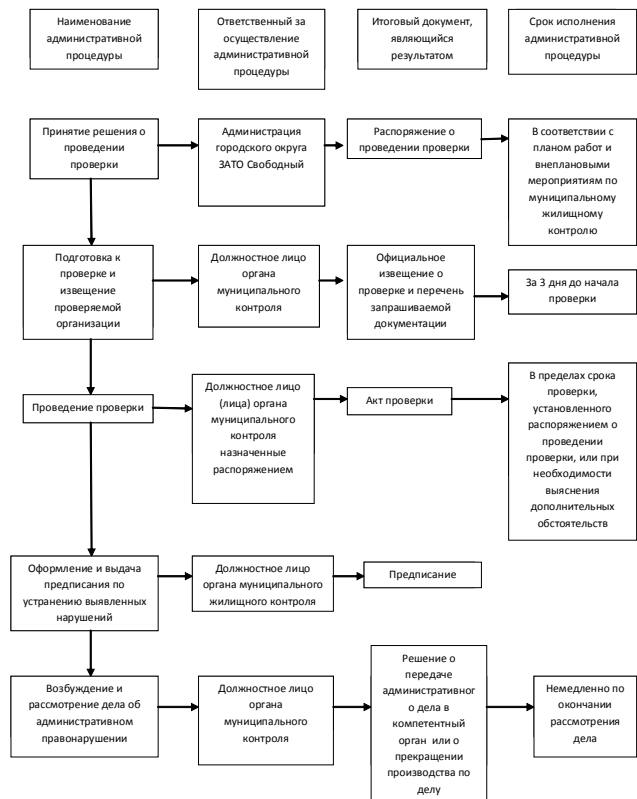 Наименование
административной
процедуры
Ответственный за
осуществление
административной
процедуры
Итоговый документ,
являющийся
результатом
Срок исполнения
административной
процедуры
Принятие решения о
проведении
проверки
Администрация
городского округа
ЗАТО Свободный
Распоряжение о
проведении проверки
В соответствии с
планом работ и
внеплановыми
мероприятиям по
муниципальному
жилищному
контролю
Подготовка к
проверке и
извещение
проверяемой
организации
Должностное лицо
органа
муниципального
контроля
Официальное
извещение о
проверке и перечень
запрашиваемой
документации
За 3 дня до начала
проверки
Проведение проверки
Должностное лицо
(лица) органа
муниципального
контроля
назначенные
распоряжением
Акт проверки
В пределах срока
проверки,
установленного
распоряжением о
проведении
проверки, или при
необходимости
выяснения
дополнительных
обстоятельств
Оформление и выдача
предписания по
устранению выявленных
нарушений
Должностное лицо
органа муниципального
жилищного контроля
Предписание
Возбуждение и
рассмотрение дела об
административном
правонарушении
Должностное лицо
органа
муниципального
контроля
Решение о
передаче
административног
о дела в
компетентный
орган или о
прекращении
производства по
делу
Немедленно по
окончании
рассмотрения
дела